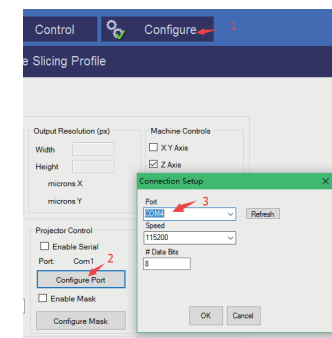 Control
Configure
1
e Slicing Profile
Output Resolution (px)
Width
Height
microns X
microns Y
Machine Controls
X Y Axis
Z Axis
Connection Setup
X
Port
COM4
Refresh
3
Speed
115200
# Data Bits
8
OK
Cancel
Projector Control
Enable Serial
Port: Com1
2
Configure Port
Enable Mask
Configure Mask